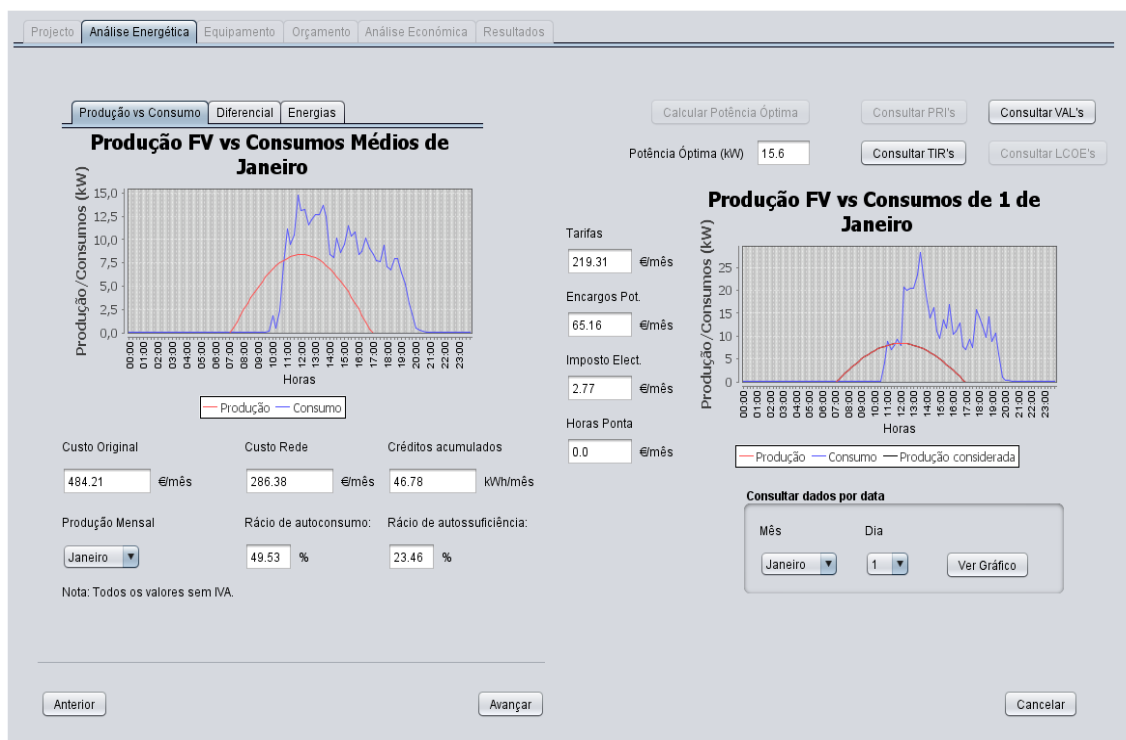 Projecto Análise Energética Equipamento Orçamento Análise Económica Resultados
Produção vs Consumo Diferencial Energias
Produção FV vs Consumos Médios de
Janeiro
Produção/Consumos (kW)
15,0
12,5
10,0
7,5
5,0
2,5
0,0
00:00 01:00 02:00 03:00 04:00 05:00 06:00 07:00 08:00 09:00 10:00 11:00 12:00 13:00 14:00 15:00 16:00 17:00 18:00 19:00 20:00 21:00 22:00 23:00
Horas
Produção Consumo
Custo Original Custo Rede Créditos acumulados
484.21 €/mês 286.38 €/mês 46.78 kWh/mês
Produção Mensal Rácio de autoconsumo: Rácio de autossuficiência:
Janeiro 49.53 % 23.46 %
Nota: Todos os valores sem IVA.
Calcular Potência Óptima Consultar PRI's Consultar VAL's
Potência Óptima (kW) 15.6 Consultar TIR's Consultar LCOE's
Tarifas
219.31 €/mês
Encargos Pot.
65.16 €/mês
Imposto Elect.
2.77 €/mês
Horas Ponta
0.0 €/mês
Produção FV vs Consumos de 1 de
Janeiro
Produção/Consumos (kW)
25
20
15
10
5
0
00:00 01:00 02:00 03:00 04:00 05:00 06:00 07:00 08:00 09:00 10:00 11:00 12:00 13:00 14:00 15:00 16:00 17:00 18:00 19:00 20:00 21:00 22:00 23:00
Horas
Produção Consumo Produção considerada
Consultar dados por data
Mês Dia
Janeiro 1 Ver Gráfico
Anterior Avançar Cancelar